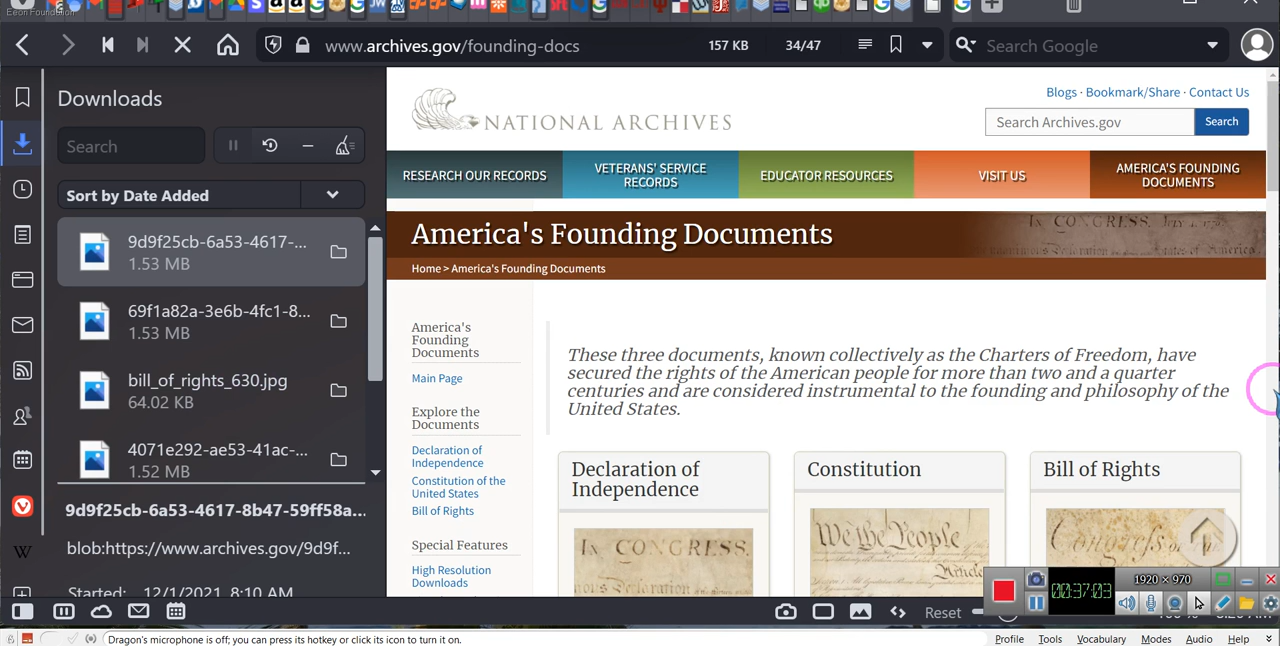 Eeon Foundation
www.archives.gov/founding-docs
157 KB
34/47
Search Google
Downloads
Search
Sort by Date Added
9d9f25cb-6a53-4617-...
1.53 MB
69f1a82a-3e6b-4fc1-8...
1.53 MB
bill_of_rights_630.jpg
64.02 KB
4071e292-ae53-41ac-...
1.52 MB
9d9f25cb-6a53-4617-8b47-59ff58a...
blob:https://www.archives.gov/9d9f...
Started: 12/1/2021, 8:10 AM
Blogs · Bookmark/Share · Contact Us
NATIONAL ARCHIVES
Search Archives.gov
Search
RESEARCH OUR RECORDS
VETERANS' SERVICE
RECORDS
EDUCATOR RESOURCES
VISIT US
AMERICA'S FOUNDING
DOCUMENTS
America's Founding Documents
IN CONGRESS, July 4, 1776.
Home > America's Founding Documents
America's
Founding
Documents
Main Page
Explore the
Documents
Declaration of
Independence
Constitution of the
United States
Bill of Rights
Special Features
High Resolution
Downloads
These three documents, known collectively as the Charters of Freedom, have
secured the rights of the American people for more than two and a quarter
centuries and are considered instrumental to the founding and philosophy of the
United States.
Declaration of
Independence
IN CONGRESS.
Constitution
We the People
Article
Bill of Rights
Congress of
1920 × 970
00:37:03
Reset
Dragon's microphone is off; you can press its hotkey or click its icon to turn it on.
Profile Tools Vocabulary Modes Audio Help